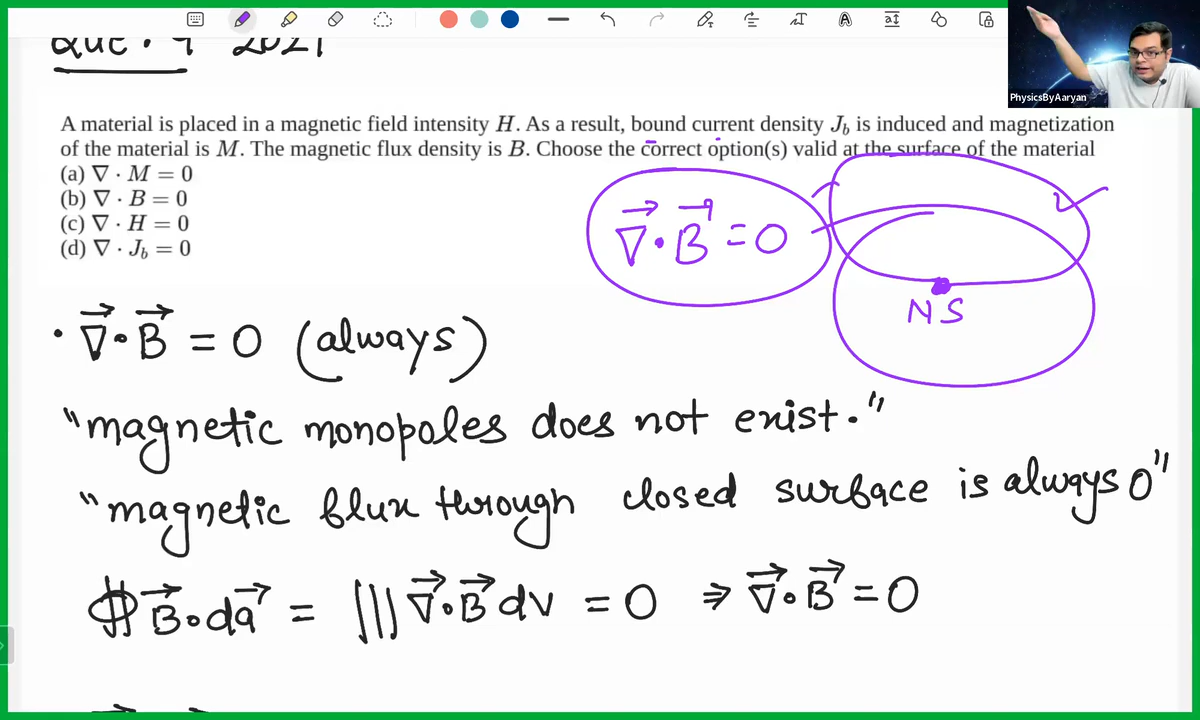 Que. 9 2021
PhysicsByAaryan
A material is placed in a magnetic field intensity H. As a result, bound current density J_b is induced and magnetization
of the material is M. The magnetic flux density is B. Choose the correct option(s) valid at the surface of the material
(a) ∇ · M = 0
(b) ∇ · B = 0
(c) ∇ · H = 0
(d) ∇ · J_b = 0
∇⃗ · B⃗ = 0
N S
· ∇⃗ · B⃗ = 0 (always)
"magnetic monopoles does not exist."
"magnetic flux through closed surface is always 0"
∯ B⃗ · da⃗ = ∭ ∇⃗ · B⃗ dv = 0 ⇒ ∇⃗ · B⃗ = 0